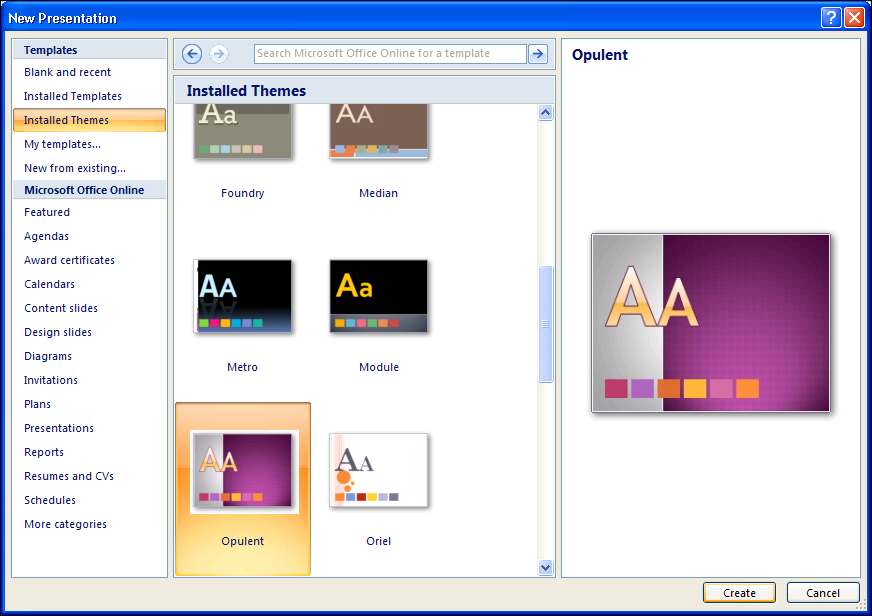 New Presentation
Templates
Blank and recent
Installed Templates
Installed Themes
My templates...
New from existing...
Microsoft Office Online
Featured
Agendas
Award certificates
Calendars
Content slides
Design slides
Diagrams
Invitations
Plans
Presentations
Reports
Resumes and CVs
Schedules
More categories
Search Microsoft Office Online for a template
Installed Themes
Aa
AA
Foundry
Median
AA
Aa
Metro
Module
AA
AA
Opulent
Oriel
Opulent
AA
Create
Cancel